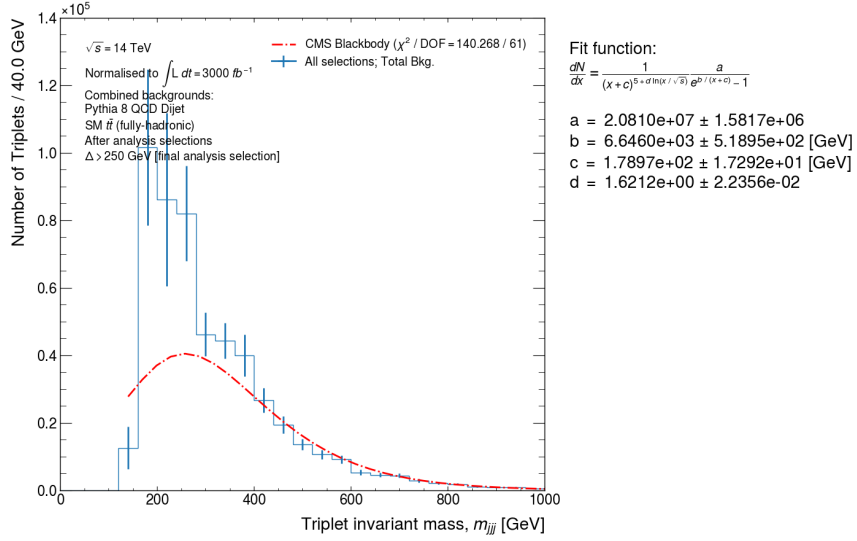 ×10⁵
1.4
1.2
1.0
0.8
0.6
0.4
0.2
0.0
Number of Triplets / 40.0 GeV
√s = 14 TeV
Normalised to ∫L dt = 3000 fb⁻¹
Combined backgrounds:
Pythia 8 QCD Dijet
SM tt̄ (fully-hadronic)
After analysis selections
Δ > 250 GeV [final analysis selection]
CMS Blackbody (χ² / DOF = 140.268 / 61)
All selections; Total Bkg.
0 200 400 600 800 1000
Triplet invariant mass, m_jjj [GeV]
Fit function:
dN/dx = 1/(x + c)^(5 + d ln(x / √s)) a/(e^(b / (x + c)) − 1)
a = 2.0810e+07 ± 1.5817e+06
b = 6.6460e+03 ± 5.1895e+02 [GeV]
c = 1.7897e+02 ± 1.7292e+01 [GeV]
d = 1.6212e+00 ± 2.2356e-02